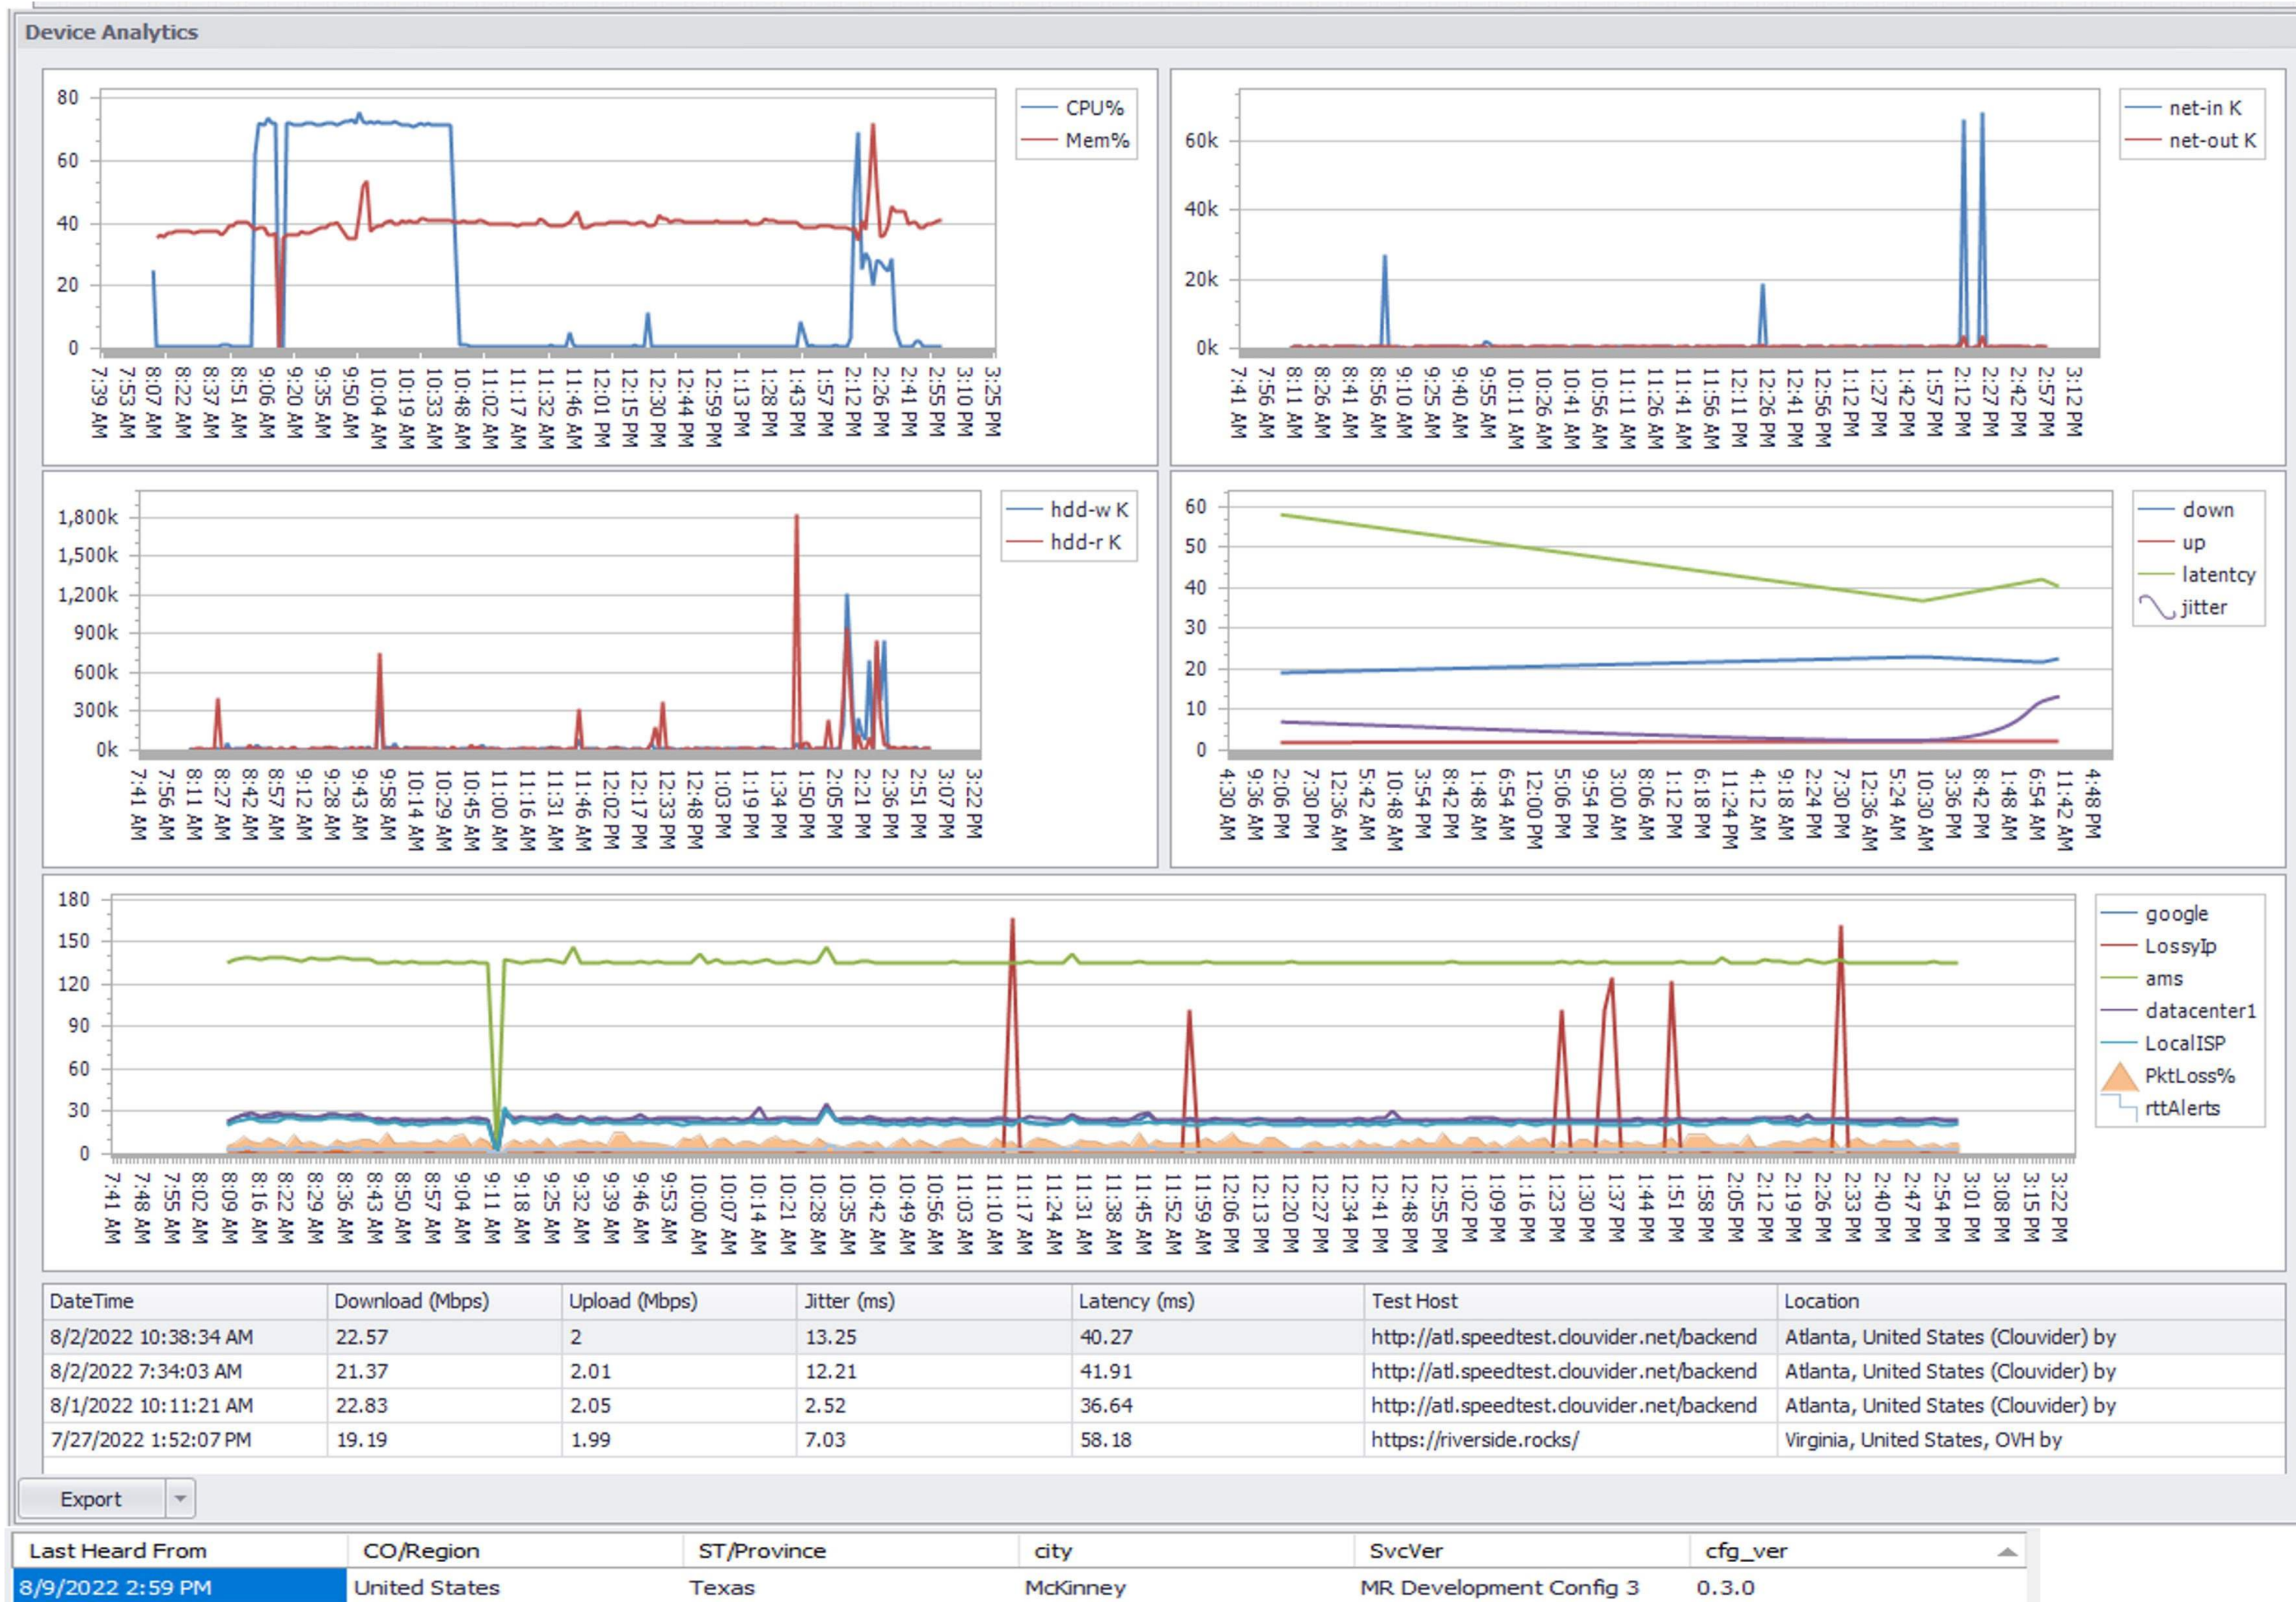 Device Analytics
80
60
40
20
0
7:39 AM 7:53 AM 8:07 AM 8:22 AM 8:37 AM 8:51 AM 9:06 AM 9:20 AM 9:35 AM 9:50 AM 10:04 AM 10:19 AM 10:33 AM 10:48 AM 11:02 AM 11:17 AM 11:32 AM 11:46 AM 12:01 PM 12:15 PM 12:30 PM 12:44 PM 12:59 PM 1:13 PM 1:28 PM 1:43 PM 1:57 PM 2:12 PM 2:26 PM 2:41 PM 2:55 PM 3:10 PM 3:25 PM
CPU%
Mem%
60k
40k
20k
0k
7:41 AM 7:56 AM 8:11 AM 8:26 AM 8:41 AM 8:56 AM 9:10 AM 9:25 AM 9:40 AM 9:55 AM 10:11 AM 10:26 AM 10:41 AM 10:56 AM 11:11 AM 11:26 AM 11:41 AM 11:56 AM 12:11 PM 12:26 PM 12:41 PM 12:56 PM 1:12 PM 1:27 PM 1:42 PM 1:57 PM 2:12 PM 2:27 PM 2:42 PM 2:57 PM 3:12 PM
net-in K
net-out K
1,800k
1,500k
1,200k
900k
600k
300k
0k
7:41 AM 7:56 AM 8:11 AM 8:27 AM 8:42 AM 8:57 AM 9:12 AM 9:28 AM 9:43 AM 9:58 AM 10:14 AM 10:29 AM 10:45 AM 11:00 AM 11:16 AM 11:31 AM 11:46 AM 12:02 PM 12:17 PM 12:33 PM 12:48 PM 1:03 PM 1:19 PM 1:34 PM 1:50 PM 2:05 PM 2:21 PM 2:36 PM 2:51 PM 3:07 PM 3:22 PM
hdd-w K
hdd-r K
60
50
40
30
20
10
0
4:30 AM 9:36 AM 2:06 PM 7:30 PM 12:36 AM 5:42 AM 10:48 AM 3:54 PM 8:42 PM 1:48 AM 6:54 AM 12:00 PM 5:06 PM 9:54 PM 3:00 AM 8:06 AM 1:12 PM 6:18 PM 11:24 PM 4:12 AM 9:18 AM 2:24 PM 7:30 PM 12:36 AM 5:24 AM 10:30 AM 3:36 PM 8:42 PM 1:48 AM 6:54 AM 11:42 AM 4:48 PM
down
up
latentcy
jitter
180
150
120
90
60
30
0
7:41 AM 7:48 AM 7:55 AM 8:02 AM 8:09 AM 8:16 AM 8:22 AM 8:29 AM 8:36 AM 8:43 AM 8:50 AM 8:57 AM 9:04 AM 9:11 AM 9:18 AM 9:25 AM 9:32 AM 9:39 AM 9:46 AM 9:53 AM 10:00 AM 10:07 AM 10:14 AM 10:21 AM 10:28 AM 10:35 AM 10:42 AM 10:49 AM 10:56 AM 11:03 AM 11:10 AM 11:17 AM 11:24 AM 11:31 AM 11:38 AM 11:45 AM 11:52 AM 11:59 AM 12:06 PM 12:13 PM 12:20 PM 12:27 PM 12:34 PM 12:41 PM 12:48 PM 12:55 PM 1:02 PM 1:09 PM 1:16 PM 1:23 PM 1:30 PM 1:37 PM 1:44 PM 1:51 PM 1:58 PM 2:05 PM 2:12 PM 2:19 PM 2:26 PM 2:33 PM 2:40 PM 2:47 PM 2:54 PM 3:01 PM 3:08 PM 3:15 PM 3:22 PM
google
LossyIp
ams
datacenter1
LocalISP
PktLoss%
rttAlerts
DateTime Download (Mbps) Upload (Mbps) Jitter (ms) Latency (ms) Test Host Location
8/2/2022 10:38:34 AM 22.57 2 13.25 40.27 http://atl.speedtest.clouvider.net/backend Atlanta, United States (Clouvider) by
8/2/2022 7:34:03 AM 21.37 2.01 12.21 41.91 http://atl.speedtest.clouvider.net/backend Atlanta, United States (Clouvider) by
8/1/2022 10:11:21 AM 22.83 2.05 2.52 36.64 http://atl.speedtest.clouvider.net/backend Atlanta, United States (Clouvider) by
7/27/2022 1:52:07 PM 19.19 1.99 7.03 58.18 https://riverside.rocks/ Virginia, United States, OVH by
Export
Last Heard From CO/Region ST/Province city SvcVer cfg_ver
8/9/2022 2:59 PM United States Texas McKinney MR Development Config 3 0.3.0